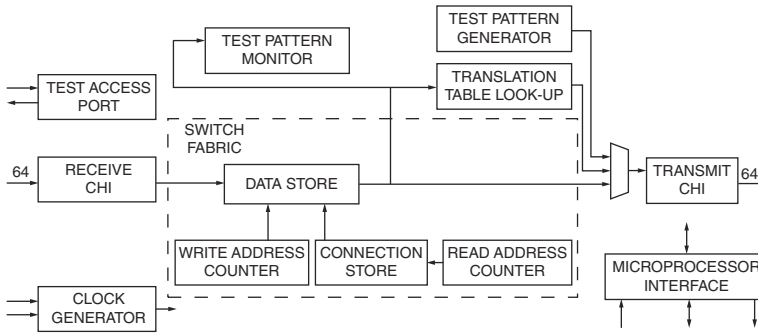 TEST PATTERN
GENERATOR
TEST PATTERN
MONITOR
TRANSLATION
TABLE LOOK-UP
TEST ACCESS
PORT
SWITCH
FABRIC
64
RECEIVE
CHI
DATA STORE
TRANSMIT
CHI
64
WRITE ADDRESS
COUNTER
CONNECTION
STORE
READ ADDRESS
COUNTER
MICROPROCESSOR
INTERFACE
CLOCK
GENERATOR